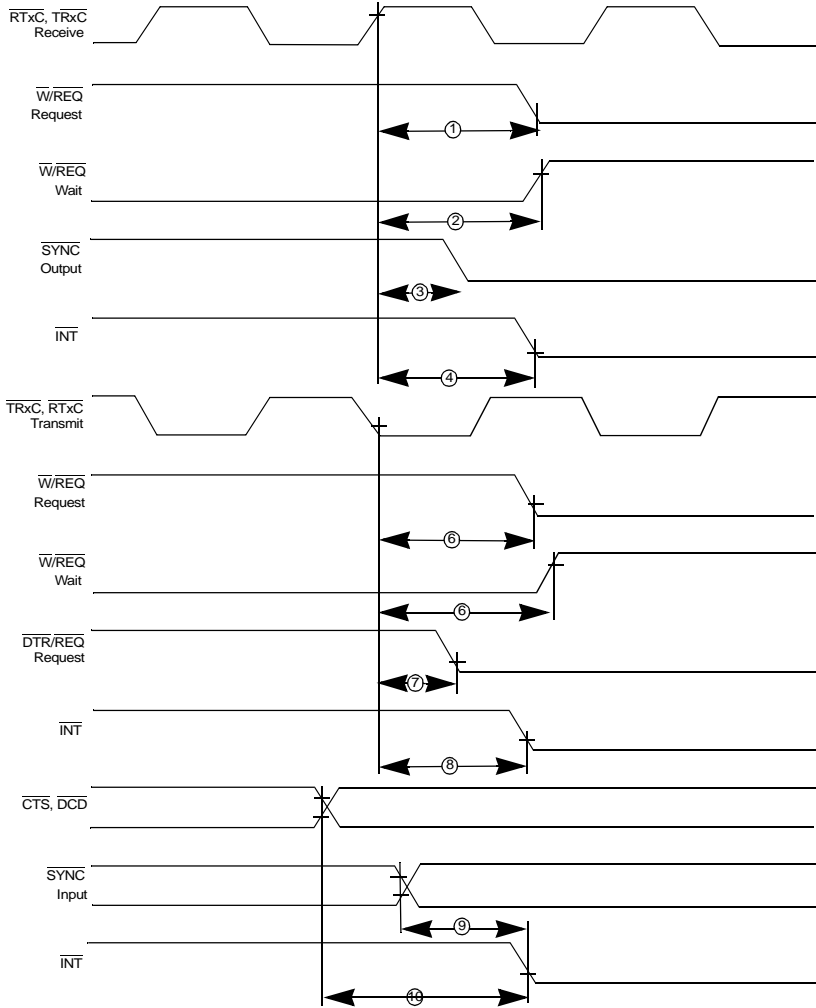 RTxC, TRxC
Receive
W/REQ
Request
1
W/REQ
Wait
2
SYNC
Output
3
INT
4
TRxC, RTxC
Transmit
W/REQ
Request
6
W/REQ
Wait
6
DTR/REQ
Request
7
INT
8
CTS, DCD
SYNC
Input
9
INT
10